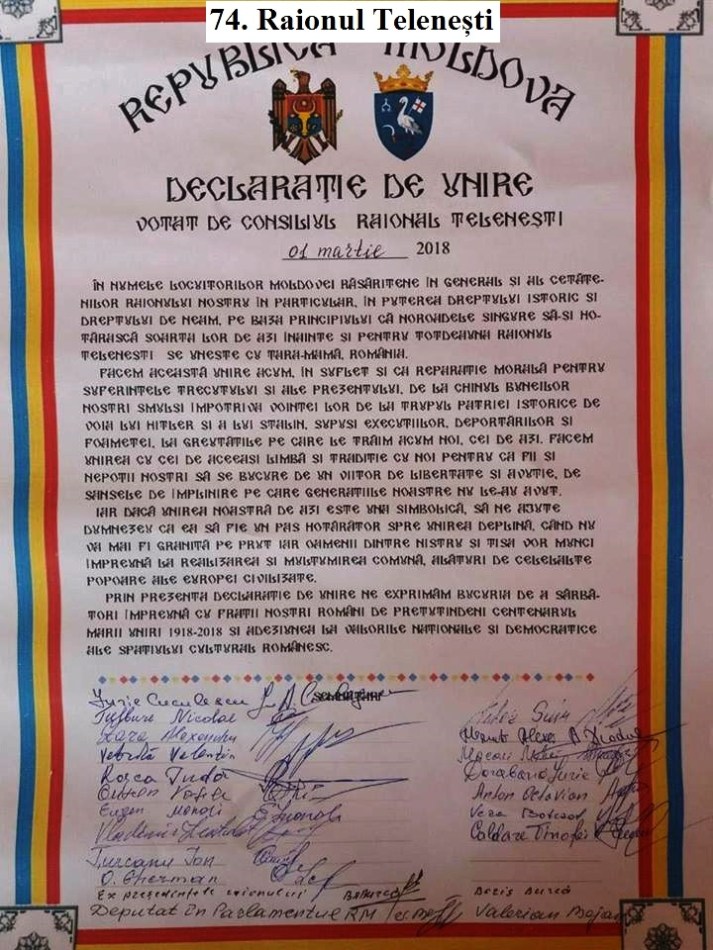 74. Raionul Telenești
REPUBLICA MOLDOVA
DECLARAȚIE DE UNIRE
VOTAT DE CONSILIUL RAIONAL TELENEȘTI
01 martie 2018
ÎN NUMELE LOCUITORILOR MOLDOVEI RĂSĂRITENE ÎN GENERAL ȘI AL CETĂȚE-
NILOR RAIONULUI NOSTRU ÎN PARTICULAR, ÎN PUTEREA DREPTULUI ISTORIC ȘI
DREPTULUI DE NEAM, PE BAZA PRINCIPIULUI CĂ NOROADELE SINGURE SĂ-ȘI HO-
TĂRASCĂ SOARTA LOR DE AZI ÎNAINTE ȘI PENTRU TOTDEAUNA RAIONUL
TELENEȘTI SE UNEȘTE CU ȚARA-MAMĂ, ROMÂNIA.
FACEM ACEASTĂ UNIRE ACUM, ÎN SUFLET ȘI CA REPARAȚIE MORALĂ PENTRU
SUFERINȚELE TRECUTULUI ȘI ALE PREZENTULUI, DE LA CHINUL BUNEILOR
NOȘTRI SMULȘI ÎMPOTRIVA VOINȚEI LOR DE LA TRUPUL PATRIEI ISTORICE DE
VOIA LUI HITLER ȘI A LUI STALIN, SUPUȘI EXECUȚIILOR, DEPORTĂRILOR ȘI
FOAMETEI, LA GREUTĂȚILE PE CARE LE TRĂIM ACUM NOI, CEI DE AZI. FACEM
UNIREA CU CEI DE ACEEAȘI LIMBĂ ȘI TRADIȚIE CU NOI PENTRU CA FII ȘI
NEPOȚII NOȘTRI SĂ SE BUCURE DE UN VIITOR DE LIBERTATE ȘI AVUȚIE, DE
ȘANSELE DE ÎMPLINIRE PE CARE GENERAȚIILE NOASTRE NU LE-AU AVUT.
IAR DACĂ UNIREA NOASTRĂ DE AZI ESTE UNA SIMBOLICĂ, SĂ NE AJUTE
DUMNEZEU CA EA SĂ FIE UN PAS HOTĂRÂTOR SPRE UNIREA DEPLINĂ, CÂND NU
VA MAI FI GRANIȚĂ PE PRUT IAR OAMENII DINTRE NISTRU ȘI TISA VOR MUNCI
ÎMPREUNĂ LA REALIZAREA ȘI MULȚUMIREA COMUNĂ, ALĂTURI DE CELELALTE
POPOARE ALE EUROPEI CIVILIZATE.
PRIN PREZENTA DECLARAȚIE DE UNIRE NE EXPRIMĂM BUCURIA DE A SĂRBĂ-
TORI ÎMPREUNĂ CU FRAȚII NOȘTRI ROMÂNI DE PRETUTINDENI CENTENARUL
MARII UNIRI 1918-2018 ȘI ADEZIUNEA LA VALORILE NAȚIONALE ȘI DEMOCRATICE
ALE SPAȚIULUI CULTURAL ROMÂNESC.
SEMNATARII
Iurie Cuculescu
Nicolae
Valentin
Roșca Tudor
Anton Octavian
Eugen Manoli
Vera
Țurcanu Ion
O. Gherman
Ex președintele raionului Boris Burcă
Deputat în Parlamentul RM Valerian Bejan